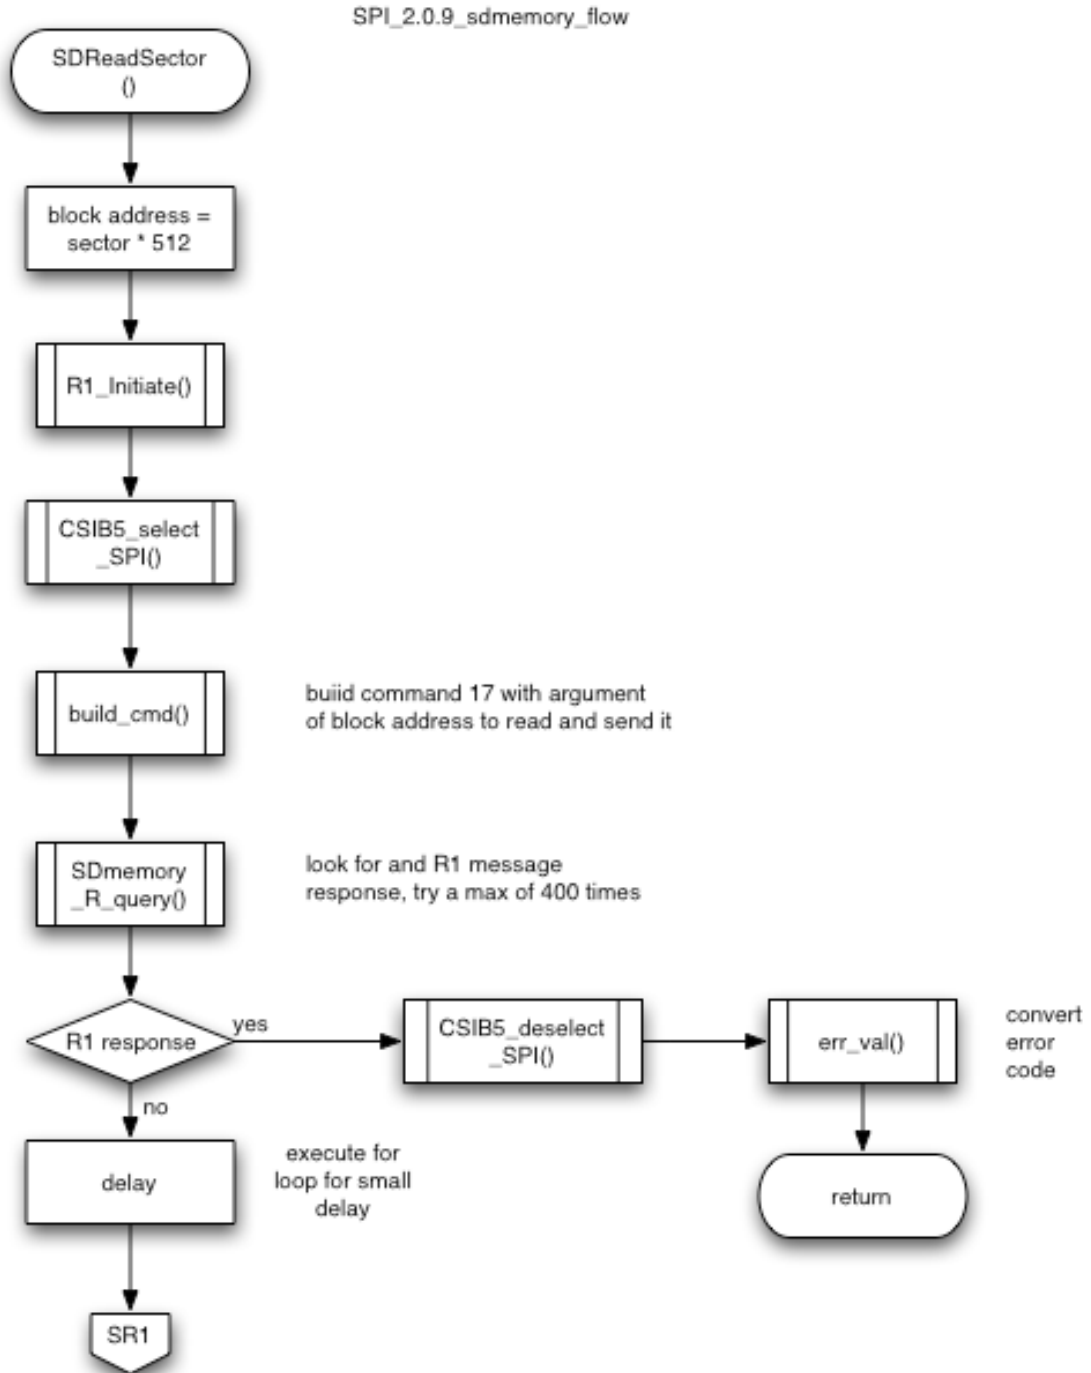 SPI_2.0.9_sdmemory_flow
SDReadSector
()
block address =
sector * 512
R1_Initiate()
CSIB5_select
_SPI()
build_cmd()
buiid command 17 with argument
of block address to read and send it
SDmemory
_R_query()
look for and R1 message
response, try a max of 400 times
R1 response
yes
CSIB5_deselect
_SPI()
err_val()
convert
error
code
no
delay
execute for
loop for small
delay
return
SR1